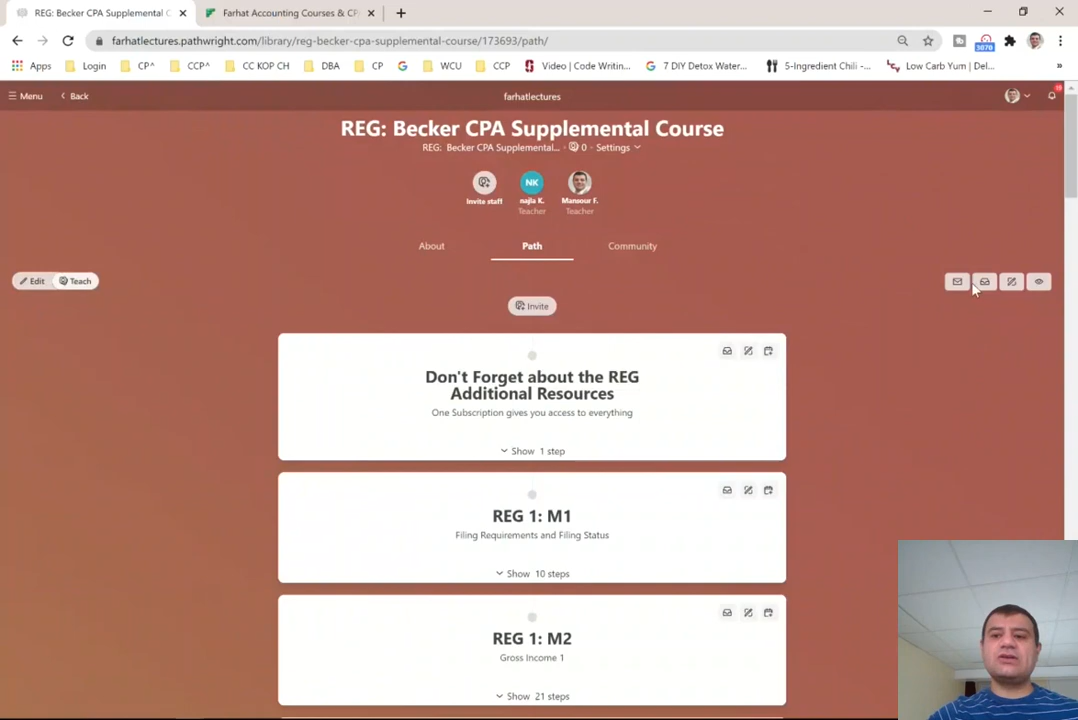 REG: Becker CPA Supplemental C
Farhat Accounting Courses & CP
farhatlectures.pathwright.com/library/reg-becker-cpa-supplemental-course/173693/path/
3070
Apps Login CP^ CCP^ CC KOP CH DBA CP WCU CCP Video | Code Writin... 7 DIY Detox Water... 5-Ingredient Chili -... Low Carb Yum | Del... »
Menu Back farhatlectures
REG: Becker CPA Supplemental Course
REG: Becker CPA Supplemental... · 0 · Settings
NK
Invite staff najla K. Mansour F.
Teacher Teacher
About Path Community
Edit Teach
Invite
Don't Forget about the REG
Additional Resources
One Subscription gives you access to everything
Show 1 step
REG 1: M1
Filing Requirements and Filing Status
Show 10 steps
REG 1: M2
Gross Income 1
Show 21 steps